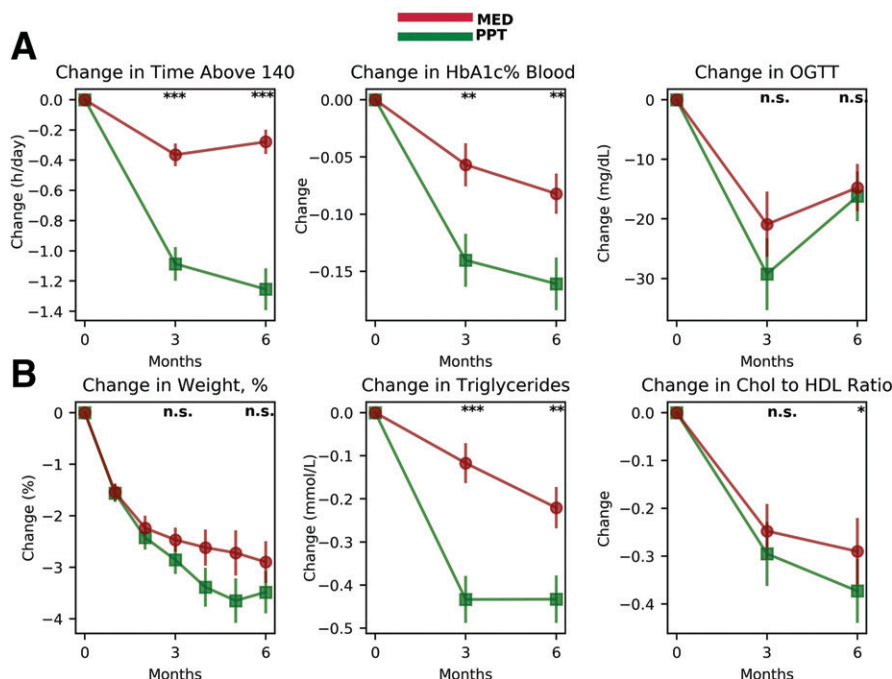 MED
PPT
A
Change in Time Above 140
Change (h/day)
0.0
−0.2
−0.4
−0.6
−0.8
−1.0
−1.2
−1.4
***
***
0
3
6
Months
Change in HbA1c% Blood
Change
0.00
−0.05
−0.10
−0.15
**
**
0
3
6
Months
Change in OGTT
Change (mg/dL)
0
−10
−20
−30
n.s.
n.s.
0
3
6
Months
B
Change in Weight, %
Change (%)
0
−1
−2
−3
−4
n.s.
n.s.
0
3
6
Months
Change in Triglycerides
Change (mmol/L)
0.0
−0.1
−0.2
−0.3
−0.4
−0.5
***
**
0
3
6
Months
Change in Chol to HDL Ratio
Change
0.0
−0.1
−0.2
−0.3
−0.4
n.s.
*
0
3
6
Months